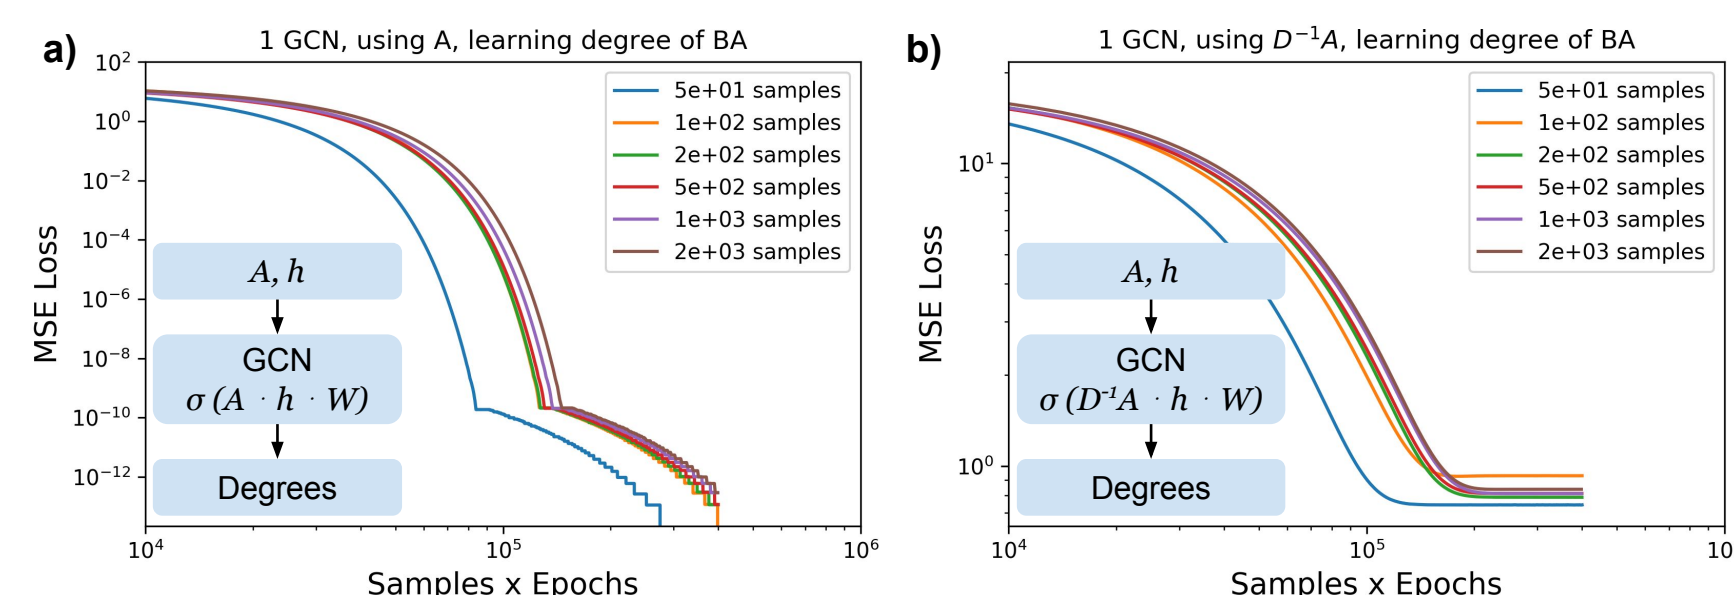 a)
1 GCN, using A, learning degree of BA
10²
10⁰
10⁻²
10⁻⁴
10⁻⁶
10⁻⁸
10⁻¹⁰
10⁻¹²
MSE Loss
5e+01 samples
1e+02 samples
2e+02 samples
5e+02 samples
1e+03 samples
2e+03 samples
A, h
GCN
σ (A · h · W)
Degrees
10⁴
10⁵
10⁶
Samples x Epochs
b)
1 GCN, using D⁻¹A, learning degree of BA
10¹
10⁰
MSE Loss
5e+01 samples
1e+02 samples
2e+02 samples
5e+02 samples
1e+03 samples
2e+03 samples
A, h
GCN
σ (D⁻¹A · h · W)
Degrees
10⁴
10⁵
10
Samples x Epochs